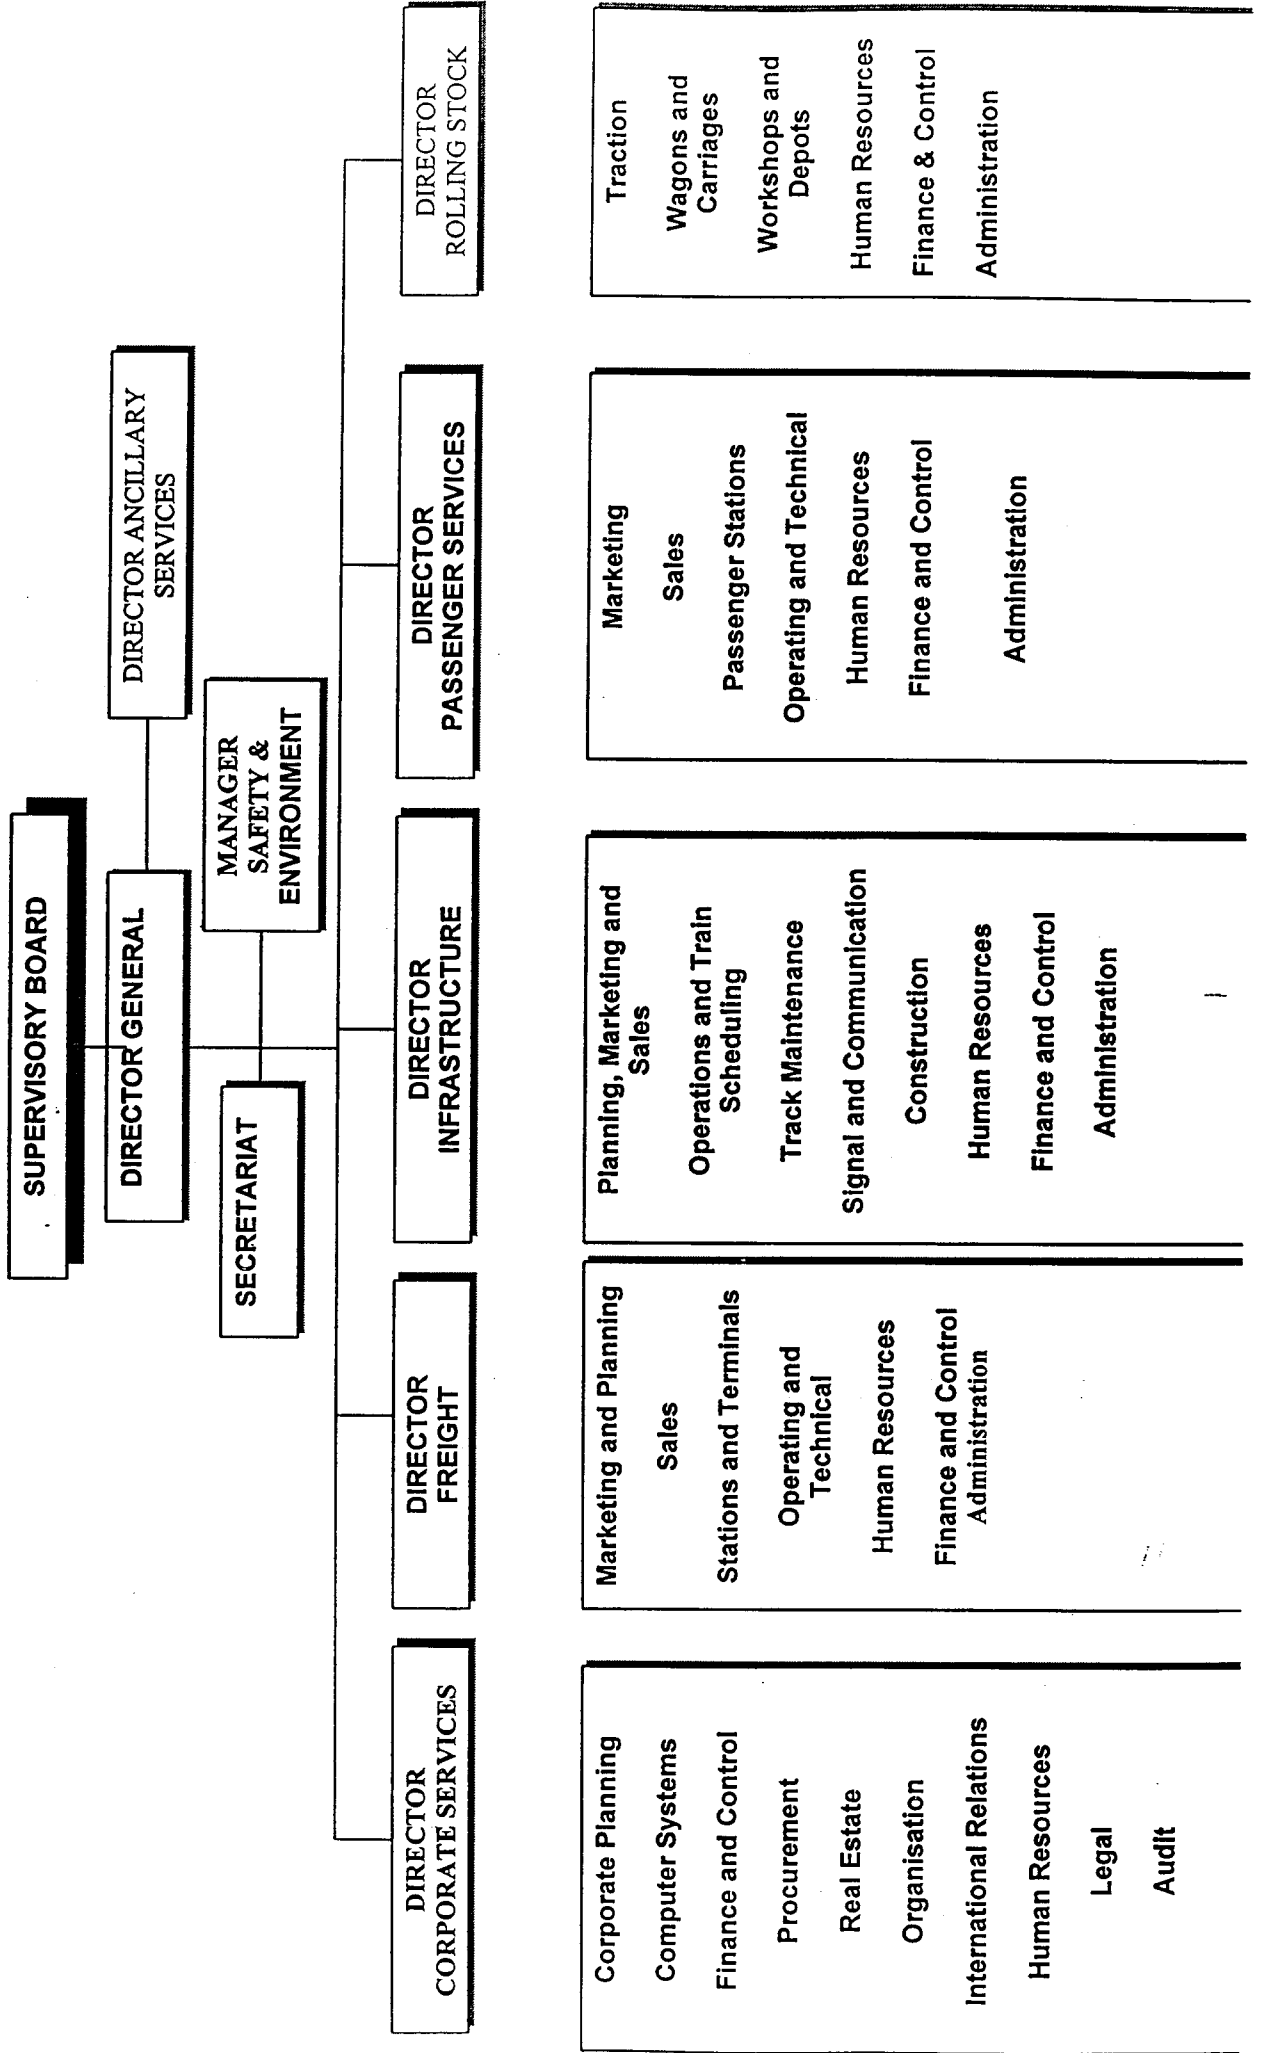 SUPERVISORY BOARD
DIRECTOR GENERAL
DIRECTOR ANCILLARY
SERVICES
SECRETARIAT
MANAGER
SAFETY &
ENVIRONMENT
DIRECTOR
CORPORATE SERVICES
DIRECTOR
FREIGHT
DIRECTOR
INFRASTRUCTURE
DIRECTOR
PASSENGER SERVICES
DIRECTOR
ROLLING STOCK
Corporate Planning
Computer Systems
Finance and Control
Procurement
Real Estate
Organisation
International Relations
Human Resources
Legal
Audit
Marketing and Planning
Sales
Stations and Terminals
Operating and
Technical
Human Resources
Finance and Control
Administration
Planning, Marketing and
Sales
Operations and Train
Scheduling
Track Maintenance
Signal and Communication
Construction
Human Resources
Finance and Control
Administration
Marketing
Sales
Passenger Stations
Operating and Technical
Human Resources
Finance and Control
Administration
Traction
Wagons and
Carriages
Workshops and
Depots
Human Resources
Finance & Control
Administration